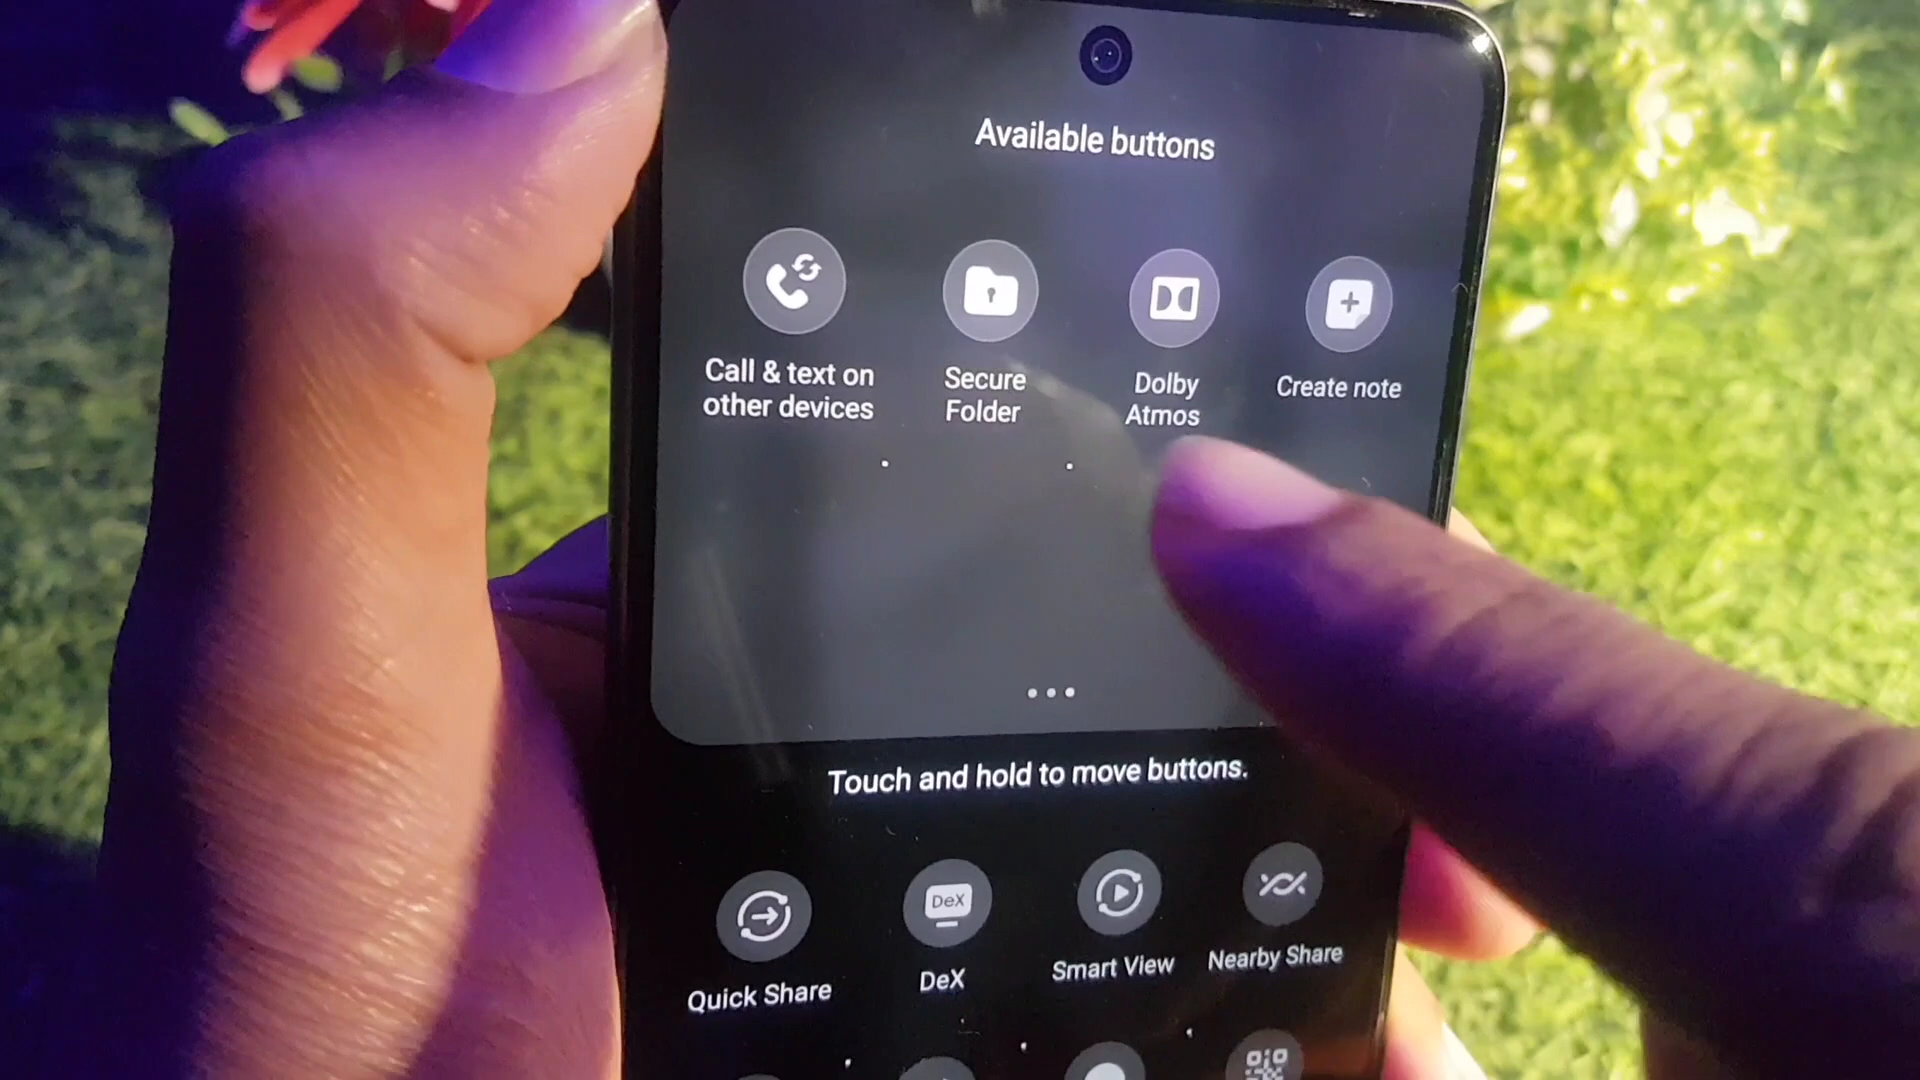 Available buttons
Call & text on
other devices
Secure
Folder
Dolby
Atmos
Create note
Touch and hold to move buttons.
DeX
Quick Share
DeX
Smart View
Nearby Share